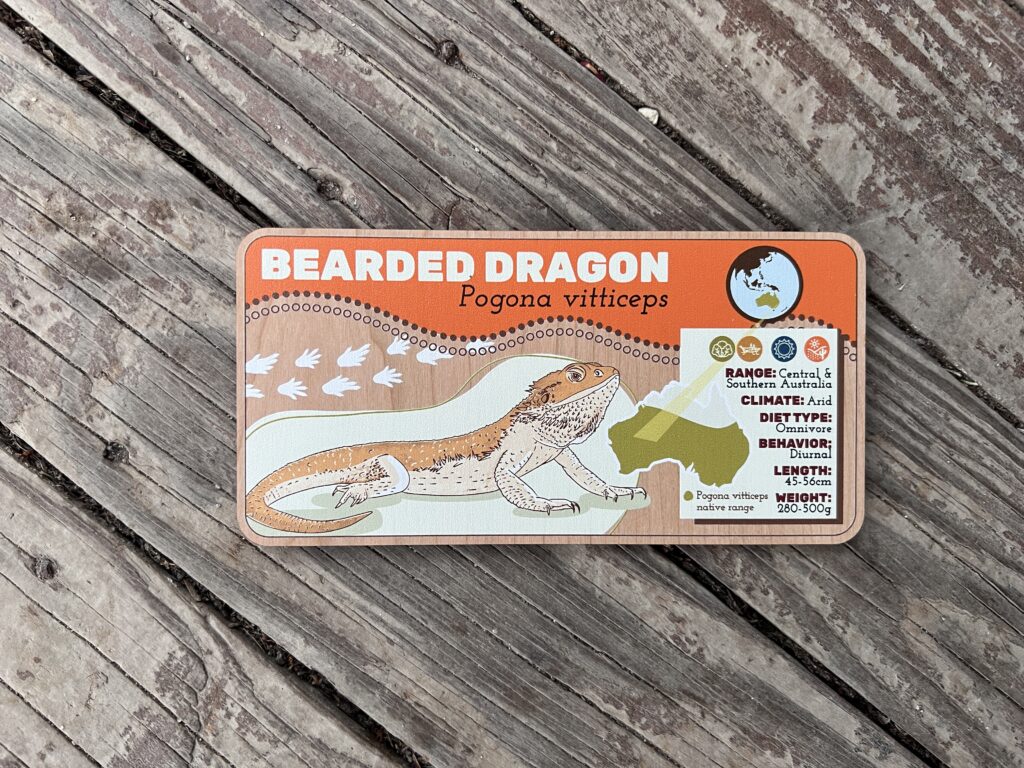 BEARDED DRAGON
Pogona vitticeps
RANGE: Central &
Southern Australia
CLIMATE: Arid
DIET TYPE:
Omnivore
BEHAVIOR;
Diurnal
LENGTH:
45-56cm
WEIGHT:
280-500g
Pogona vitticeps
native range